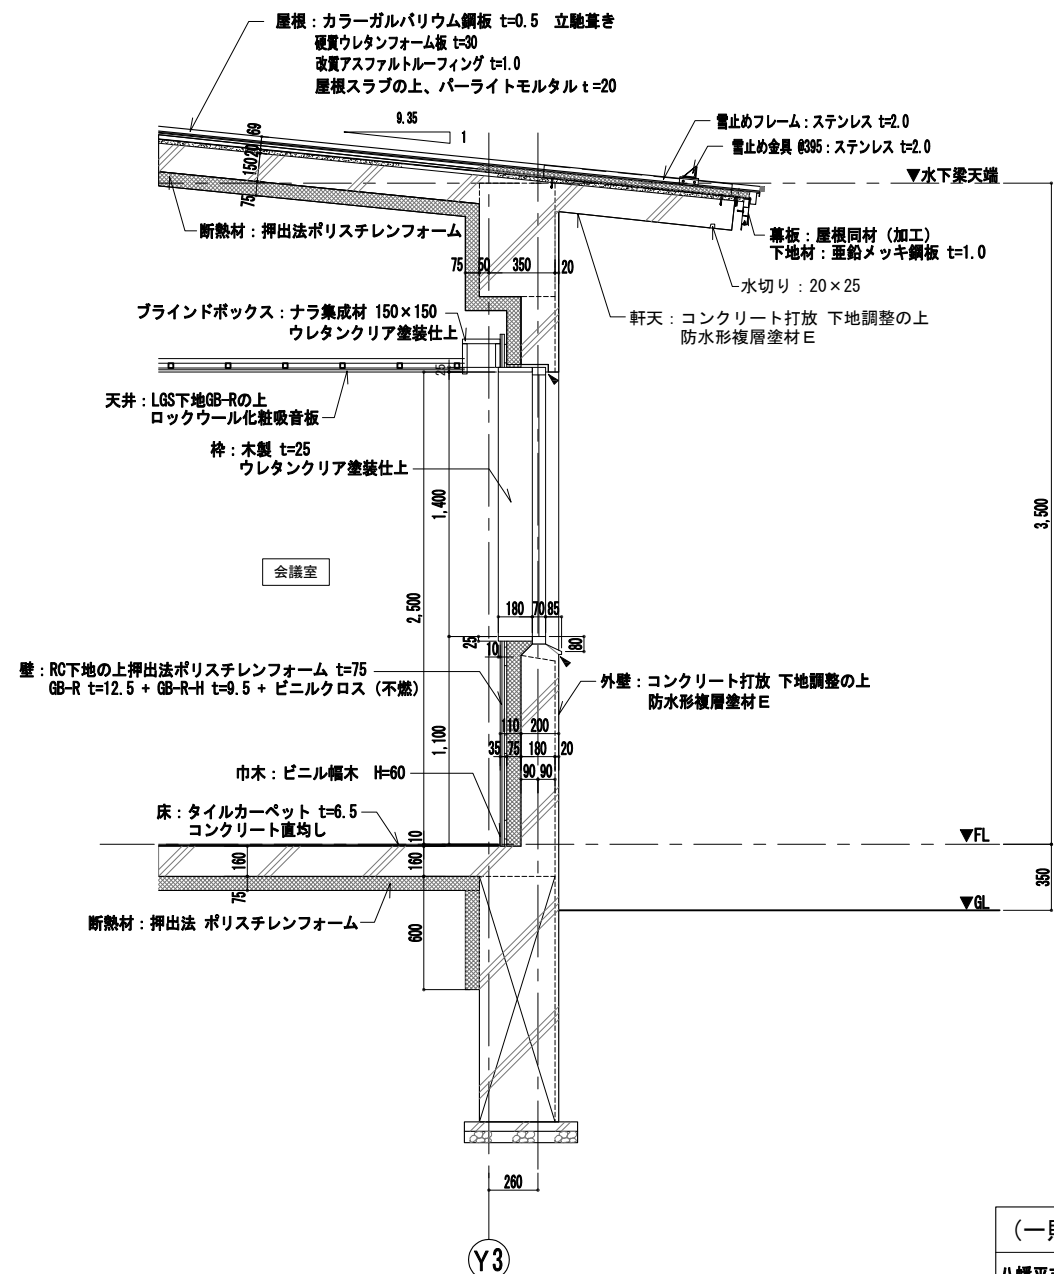 屋根：カラーガルバリウム鋼板 t=0.5　立馳葺き
硬質ウレタンフォーム板 t=30
改質アスファルトルーフィング t=1.0
屋根スラブの上、パーライトモルタル t=20
9.35
1
69
20
150
75
雪止めフレーム：ステンレス t=2.0
雪止め金具 @395：ステンレス t=2.0
▼水下梁天端
断熱材：押出法ポリスチレンフォーム
幕板：屋根同材（加工）
下地材：亜鉛メッキ鋼板 t=1.0
75 50 350 20
水切り：20×25
ブラインドボックス：ナラ集成材 150×150
ウレタンクリア塗装仕上
軒天：コンクリート打放 下地調整の上
防水形複層塗材E
25
天井：LGS下地GB-Rの上
ロックウール化粧吸音板
枠：木製 t=25
ウレタンクリア塗装仕上
1,400
3,500
会議室
2,500
180 70 85
25
80
10
壁：RC下地の上押出法ポリスチレンフォーム t=75
GB-R t=12.5 + GB-R-H t=9.5 + ビニルクロス（不燃）
外壁：コンクリート打放 下地調整の上
防水形複層塗材E
110 200
1,100
35 75 180 20
90 90
巾木：ビニル幅木　H=60
床：タイルカーペット t=6.5
コンクリート直均し
10
▼FL
160
160
350
75
▼GL
断熱材：押出法 ポリスチレンフォーム
600
260
Y3
（一
八幡平